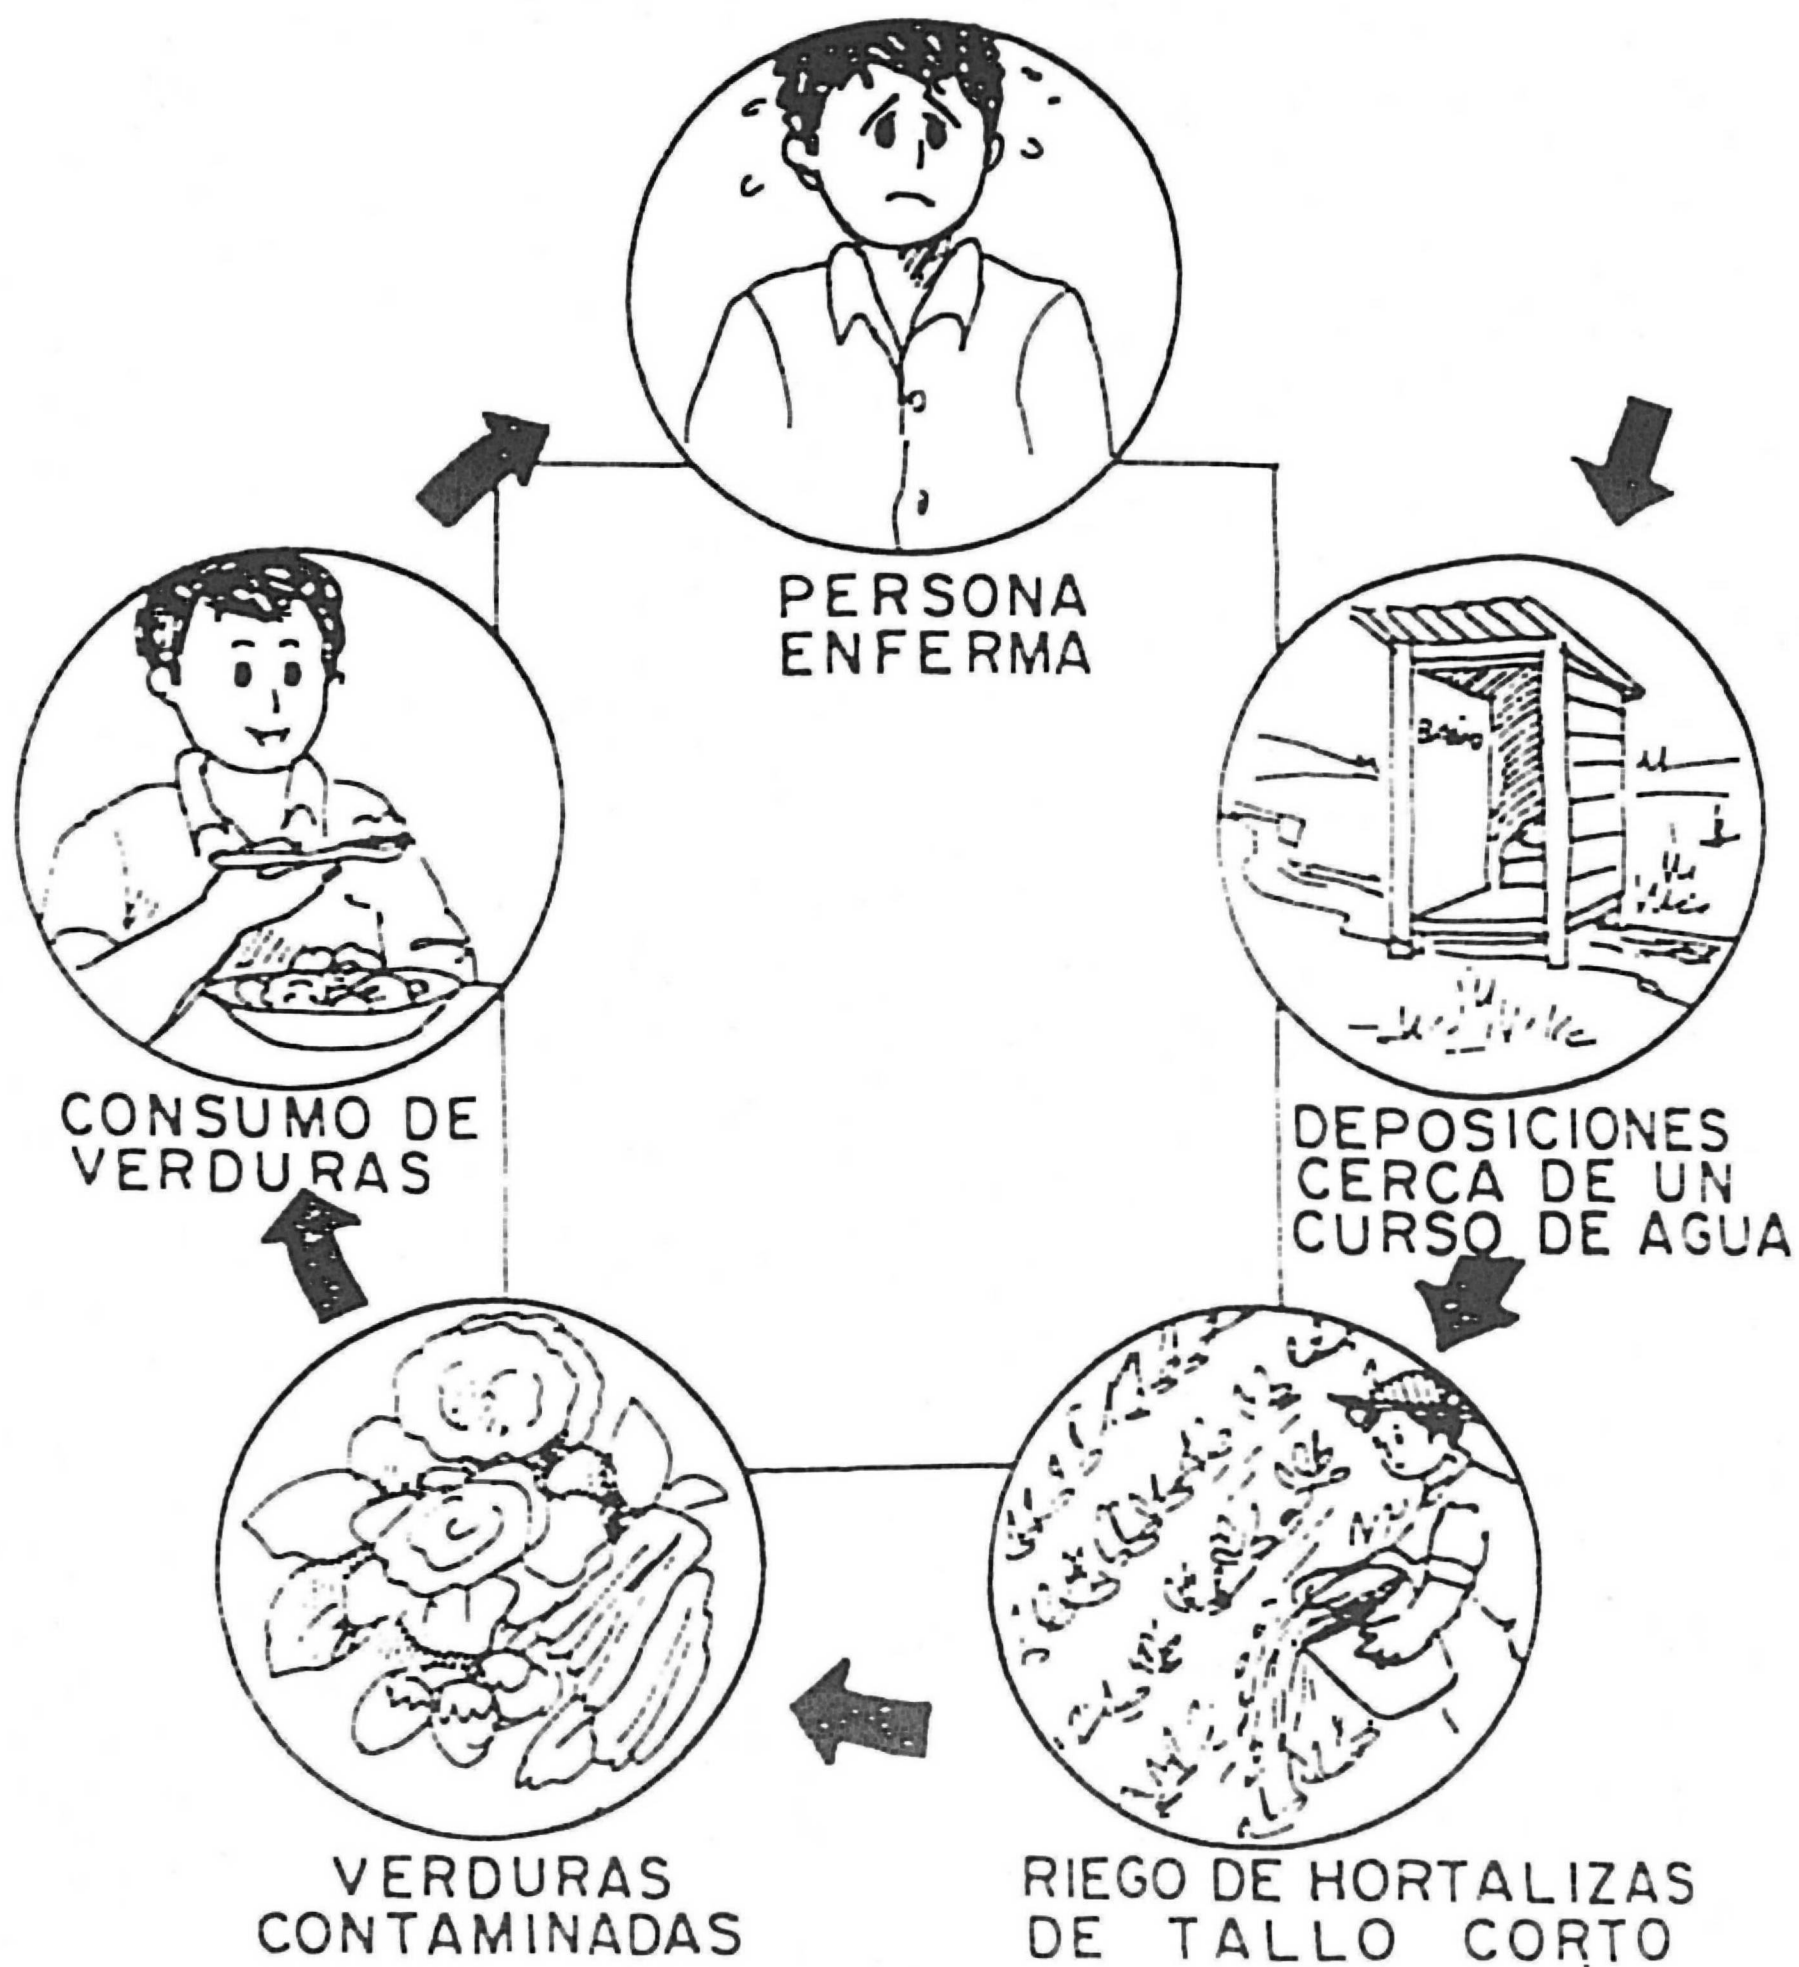 PERSONA
ENFERMA
Baño
DEPOSICIONES
CERCA DE UN
CURSO DE AGUA
RIEGO DE HORTALIZAS
DE TALLO CORTO
VERDURAS
CONTAMINADAS
CONSUMO DE
VERDURAS